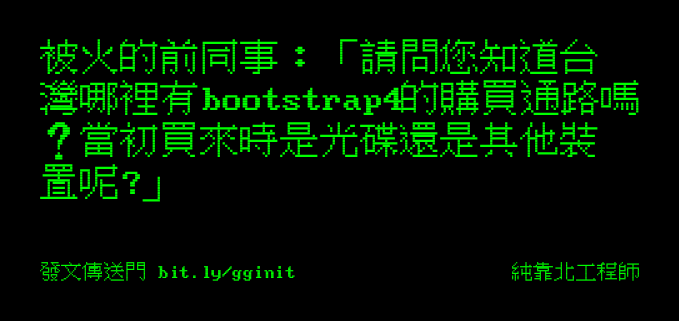 被火的前同事：「請問您知道台
灣哪裡有bootstrap4的購買通路嗎
？當初買來時是光碟還是其他裝
置呢?」
發文傳送門 bit.ly/gginit
純靠北工程師